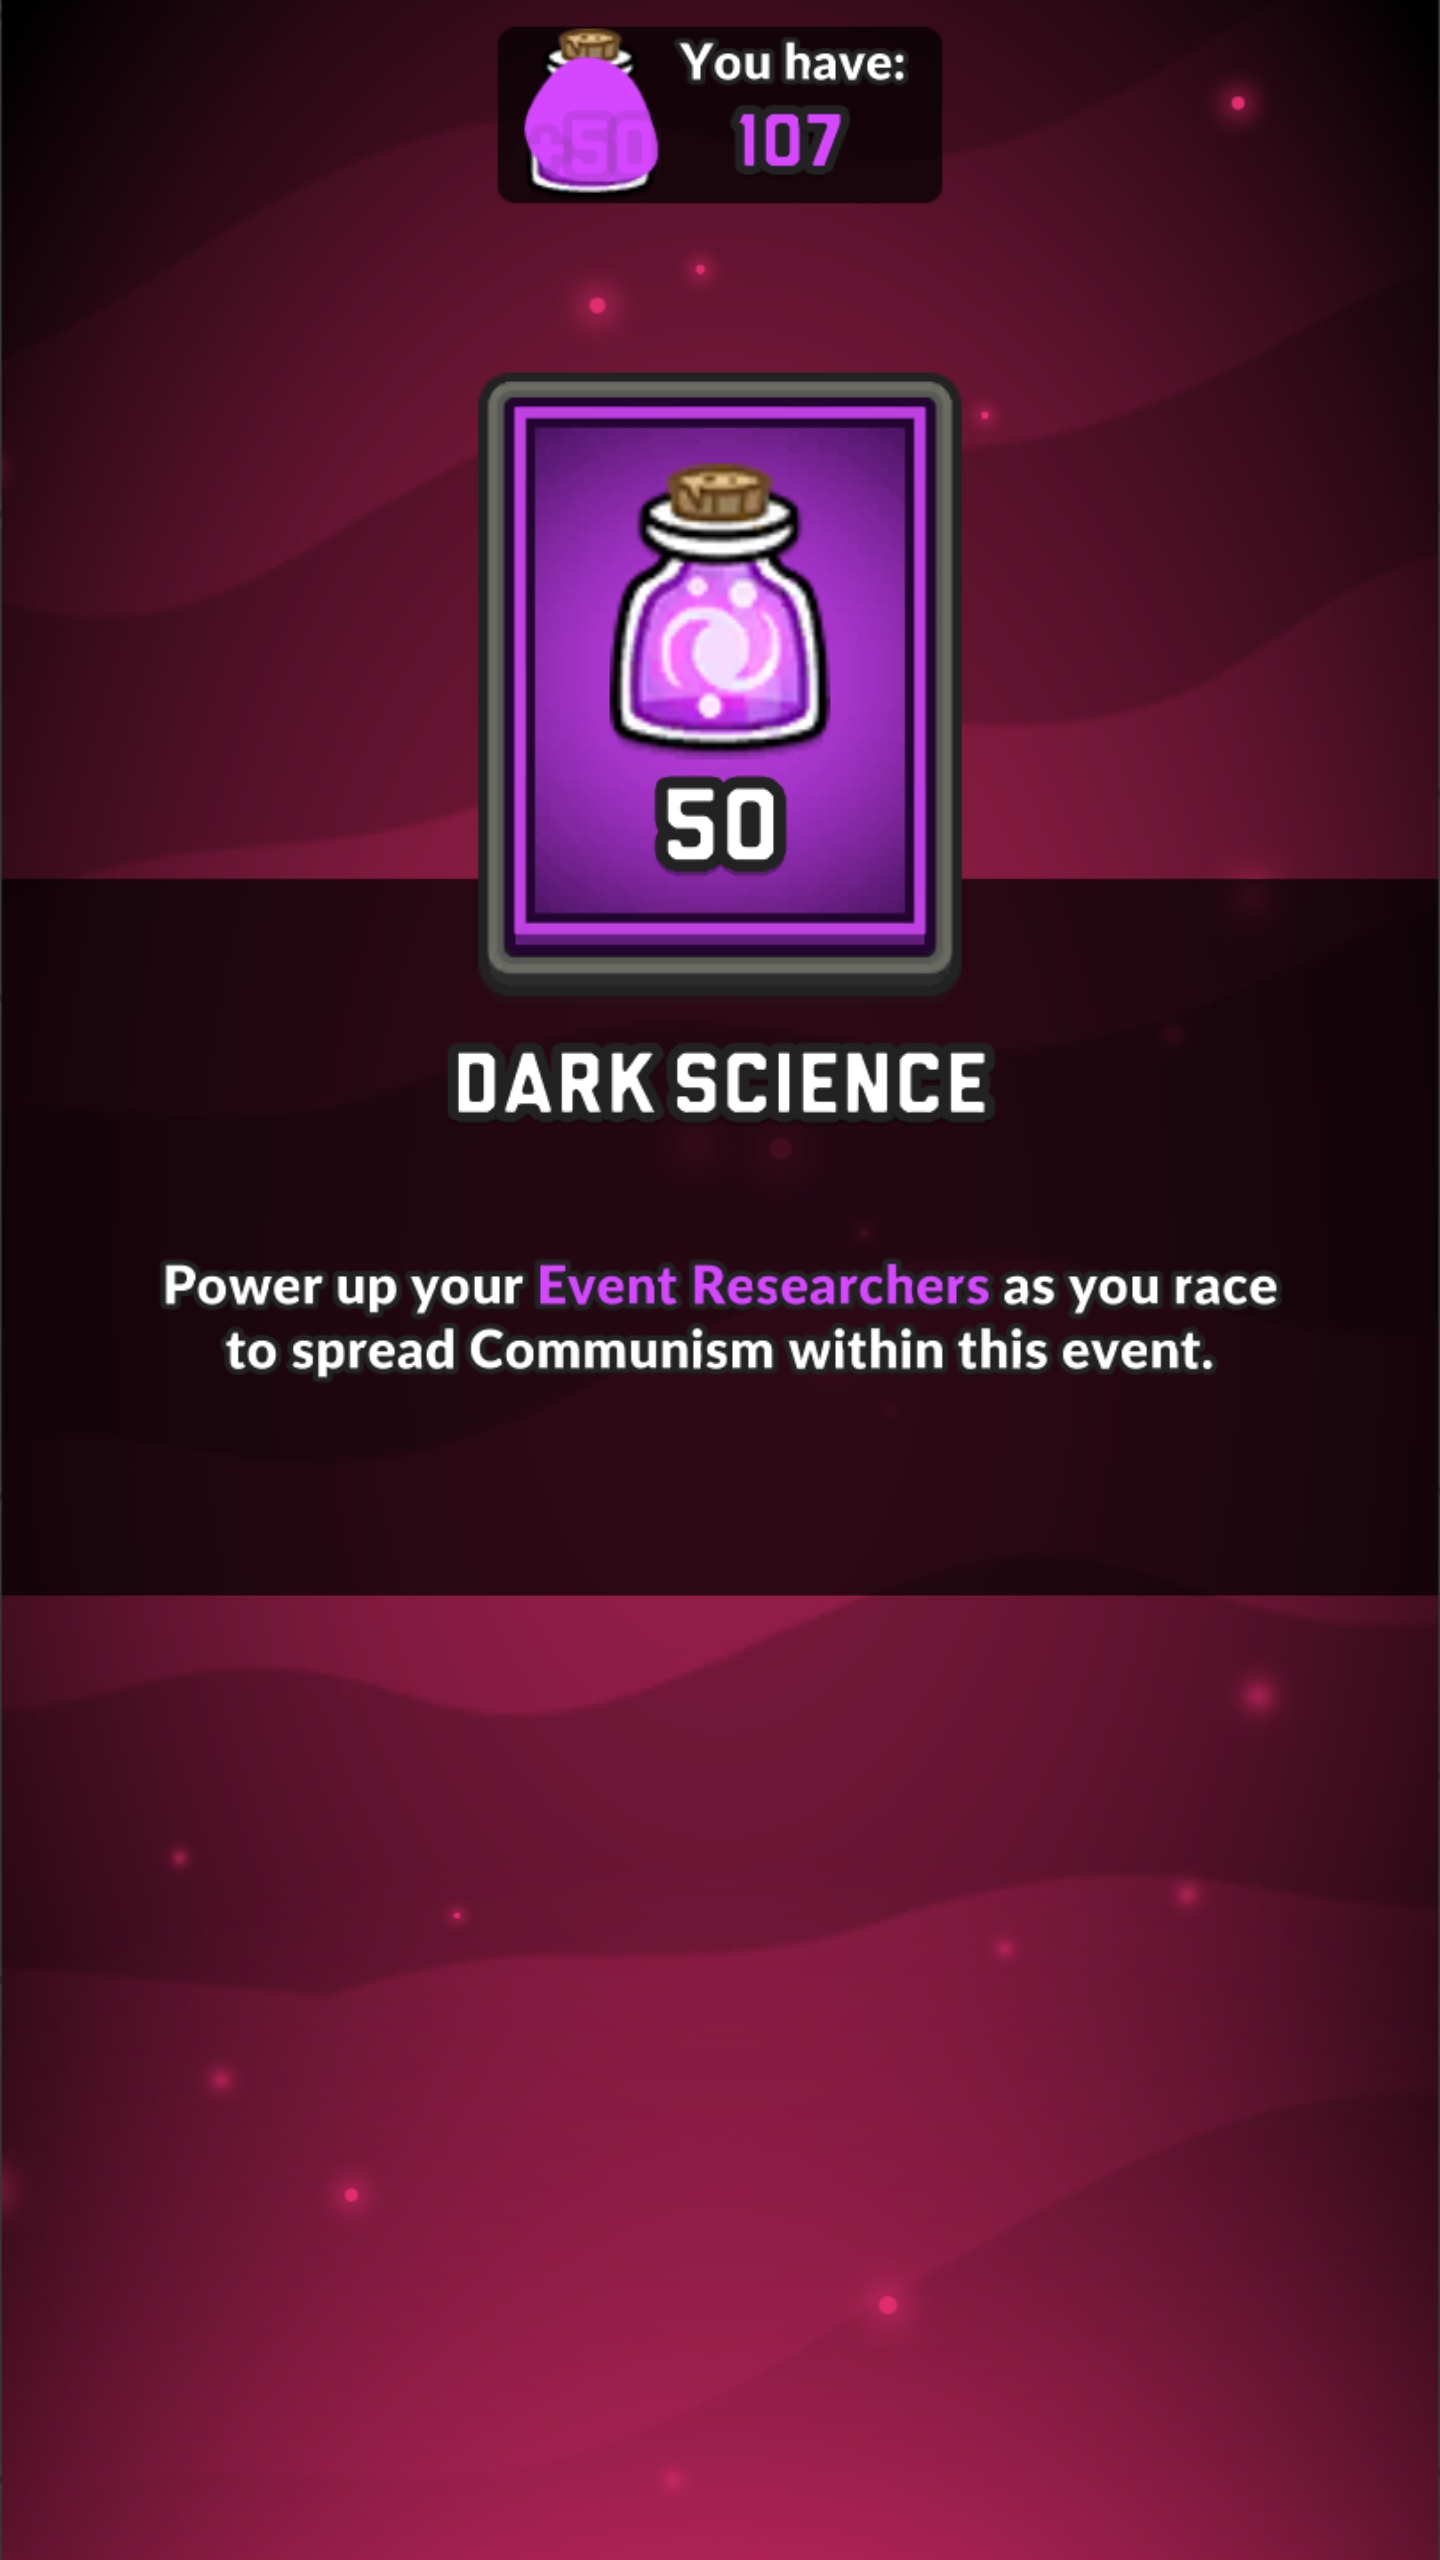 You have:
+50
107
50
DARK SCIENCE
Power up your Event Researchers as you race
to spread Communism within this event.